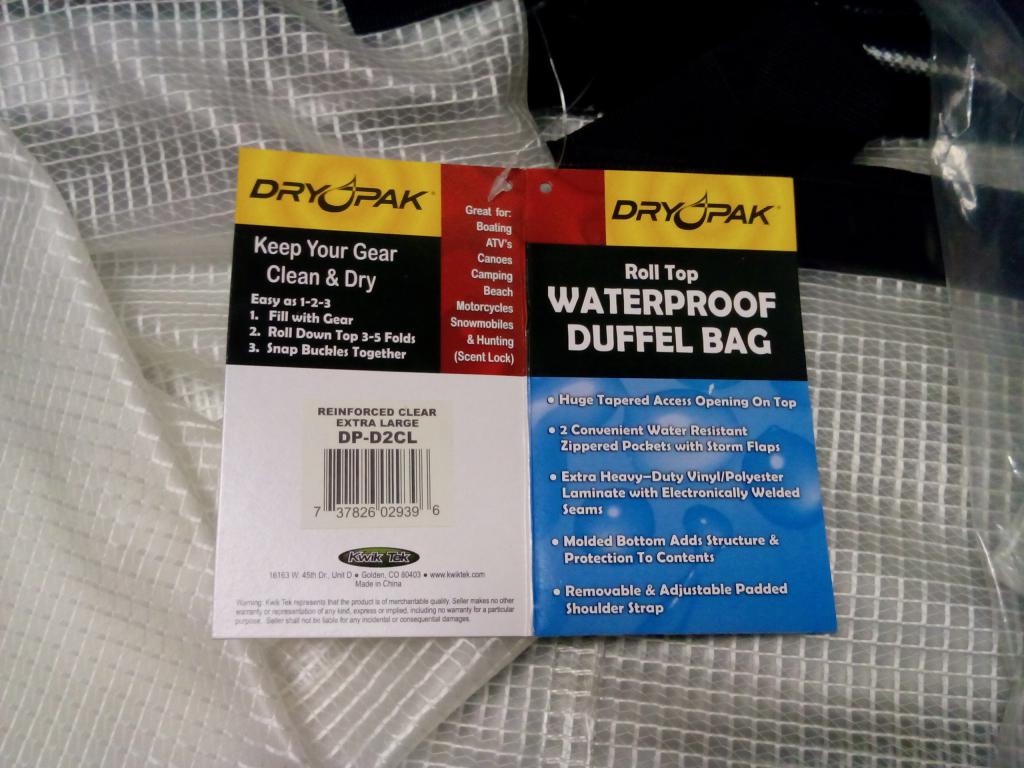 DRY PAK
Keep Your Gear
Clean & Dry
Easy as 1-2-3
1. Fill with Gear
2. Roll Down Top 3-5 Folds
3. Snap Buckles Together
Great for:
Boating
ATV's
Canoes
Camping
Beach
Motorcycles
Snowmobiles
& Hunting
(Scent Lock)
REINFORCED CLEAR
EXTRA LARGE
DP-D2CL
7 37826 02939 6
Kwik Tek
16163 W. 45th Dr., Unit D ● Golden, CO 80403 ● www.kwiktek.com
Made in China
Warning: Kwik Tek represents that the product is of merchantable quality. Seller makes no other
warranty or representation of any kind, express or implied, including no warranty for a particular
purpose. Seller shall not be liable for any incidental or consequential damages.
DRY PAK
Roll Top
WATERPROOF
DUFFEL BAG
● Huge Tapered Access Opening On Top
● 2 Convenient Water Resistant
Zippered Pockets with Storm Flaps
● Extra Heavy-Duty Vinyl/Polyester
Laminate with Electronically Welded
Seams
● Molded Bottom Adds Structure &
Protection To Contents
● Removable & Adjustable Padded
Shoulder Strap